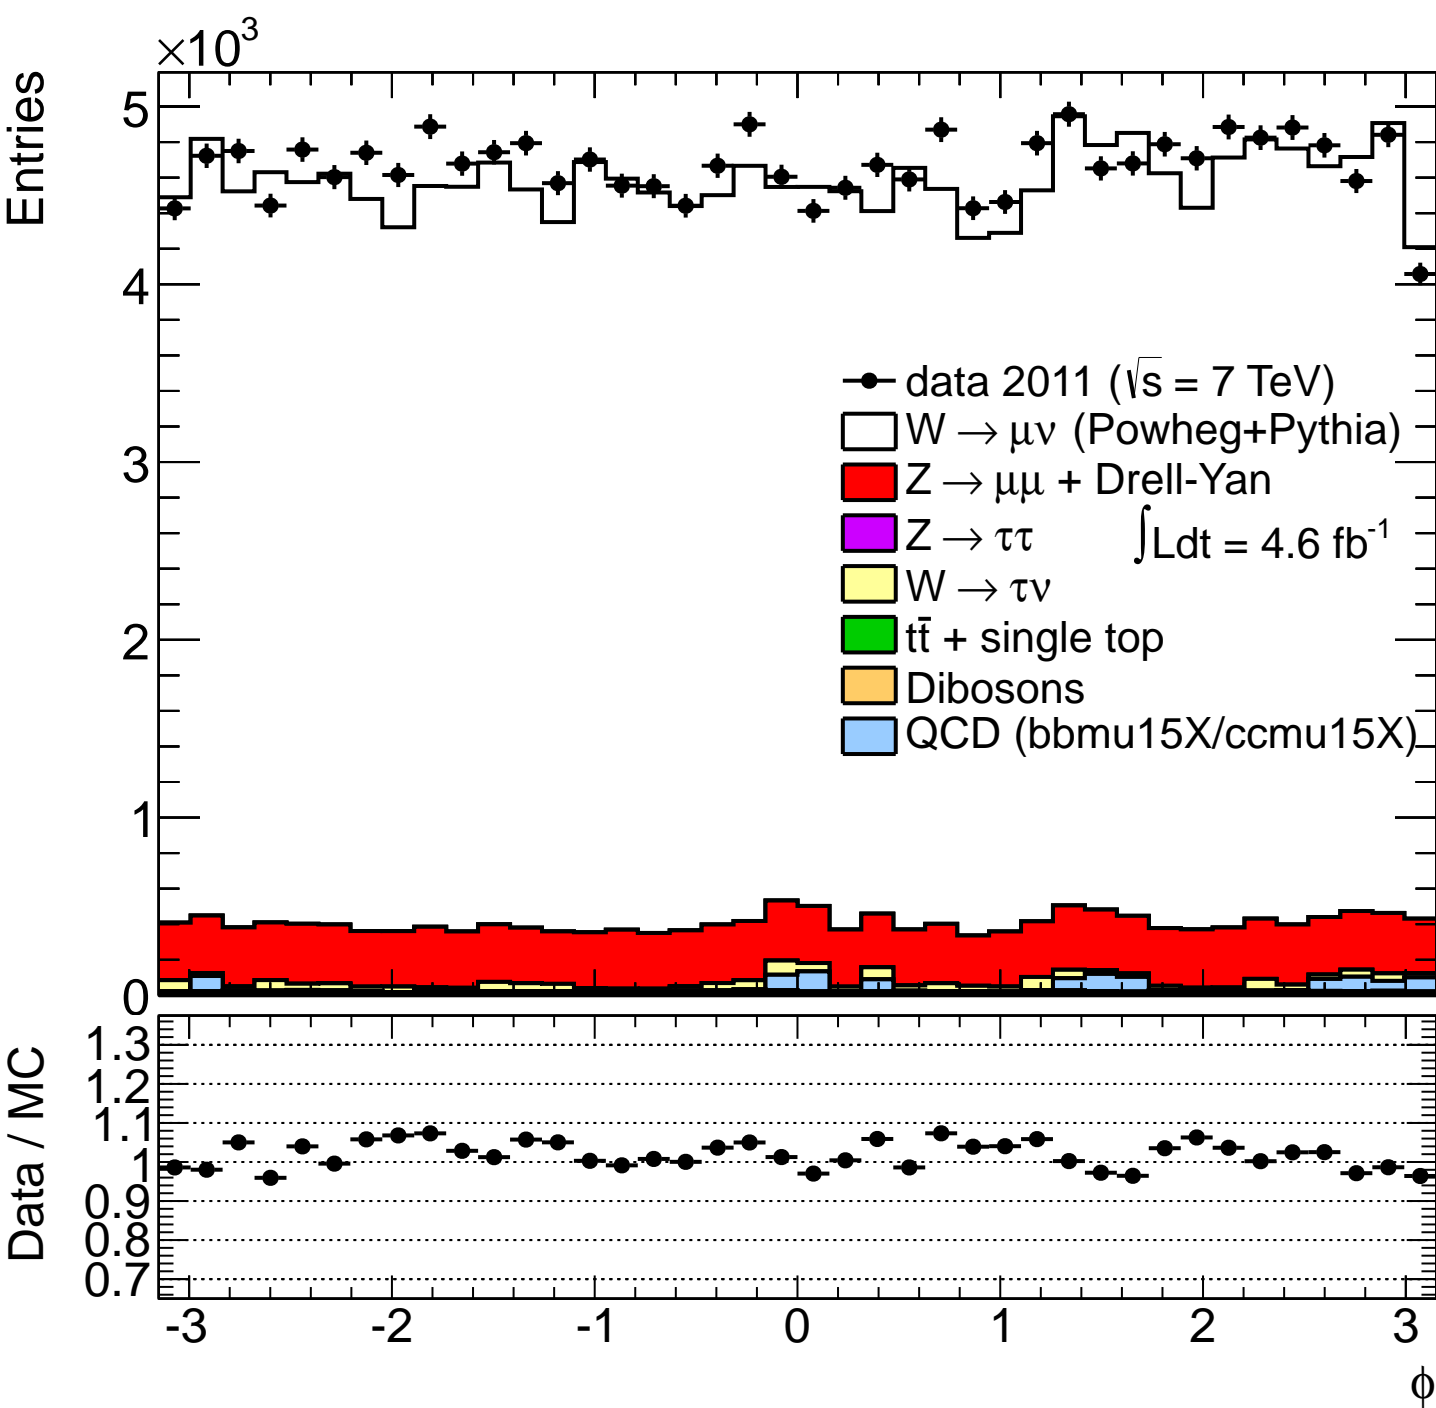 ×10³
Entries
5
4
3
2
1
0
data 2011 (√s = 7 TeV)
W → μν (Powheg+Pythia)
Z → μμ + Drell-Yan
Z → ττ
∫Ldt = 4.6 fb⁻¹
W → τν
tt̄ + single top
Dibosons
QCD (bbmu15X/ccmu15X)
Data / MC
1.3
1.2
1.1
1
0.9
0.8
0.7
-3 -2 -1 0 1 2 3
ϕ